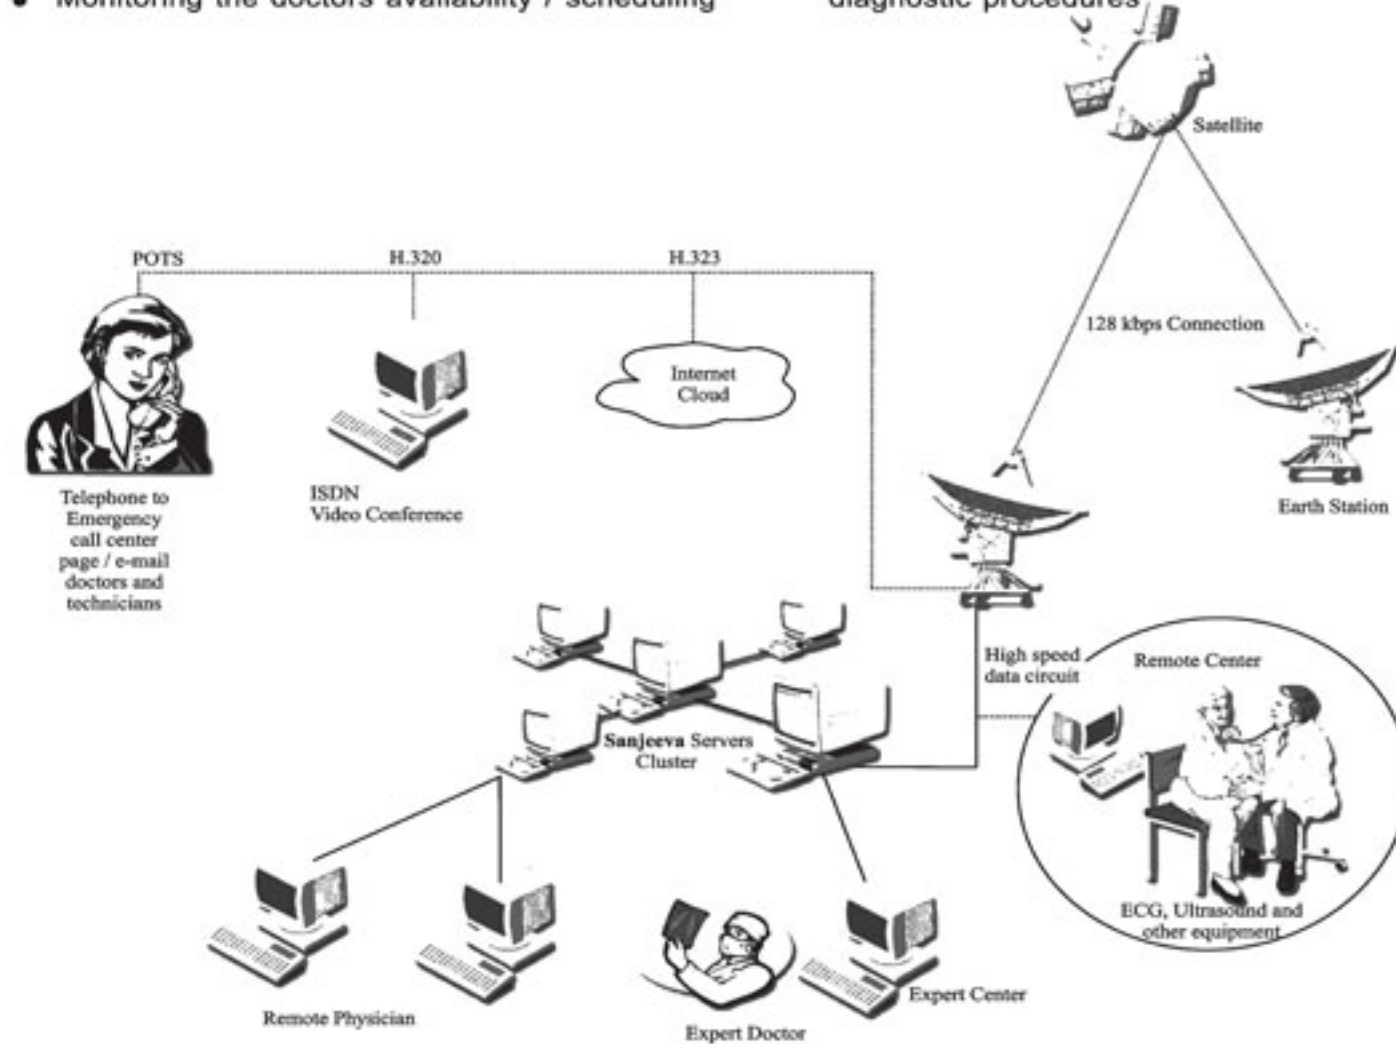 ● Monitoring the doctors availability / scheduling
diagnostic procedures
Satellite
POTS
H.320
H.323
128 kbps Connection
Internet
Cloud
ISDN
Video Conference
Earth Station
Telephone to
Emergency
call center
page / e-mail
doctors and
technicians
High speed
data circuit
Remote Center
Sanjeeva Servers
Cluster
ECG, Ultrasound and
other equipment
Remote Physician
Expert Doctor
Expert Center